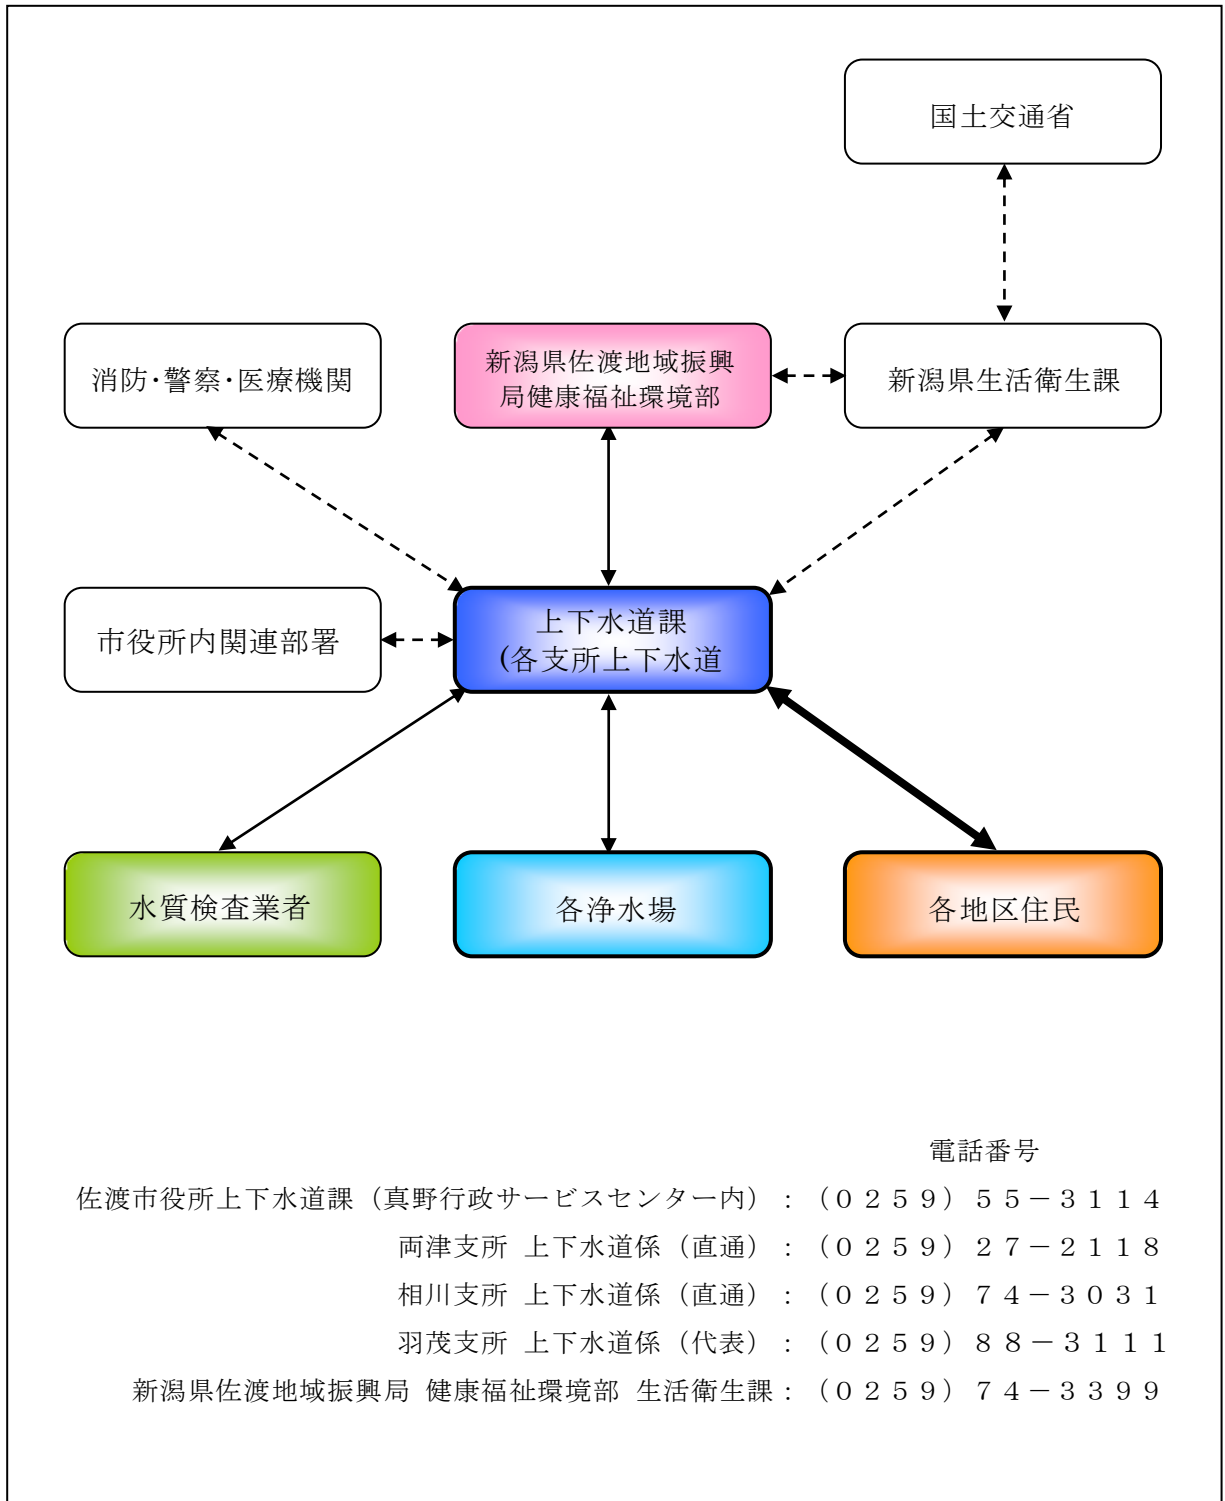 国土交通省
消防・警察・医療機関
新潟県佐渡地域振興
局健康福祉環境部
新潟県生活衛生課
市役所内関連部署
上下水道課
(各支所上下水道
水質検査業者
各浄水場
各地区住民
電話番号
佐渡市役所上下水道課（真野行政サービスセンター内）：（０２５９）５５－３１１４
両津支所 上下水道係（直通）：（０２５９）２７－２１１８
相川支所 上下水道係（直通）：（０２５９）７４－３０３１
羽茂支所 上下水道係（代表）：（０２５９）８８－３１１１
新潟県佐渡地域振興局 健康福祉環境部 生活衛生課：（０２５９）７４－３３９９